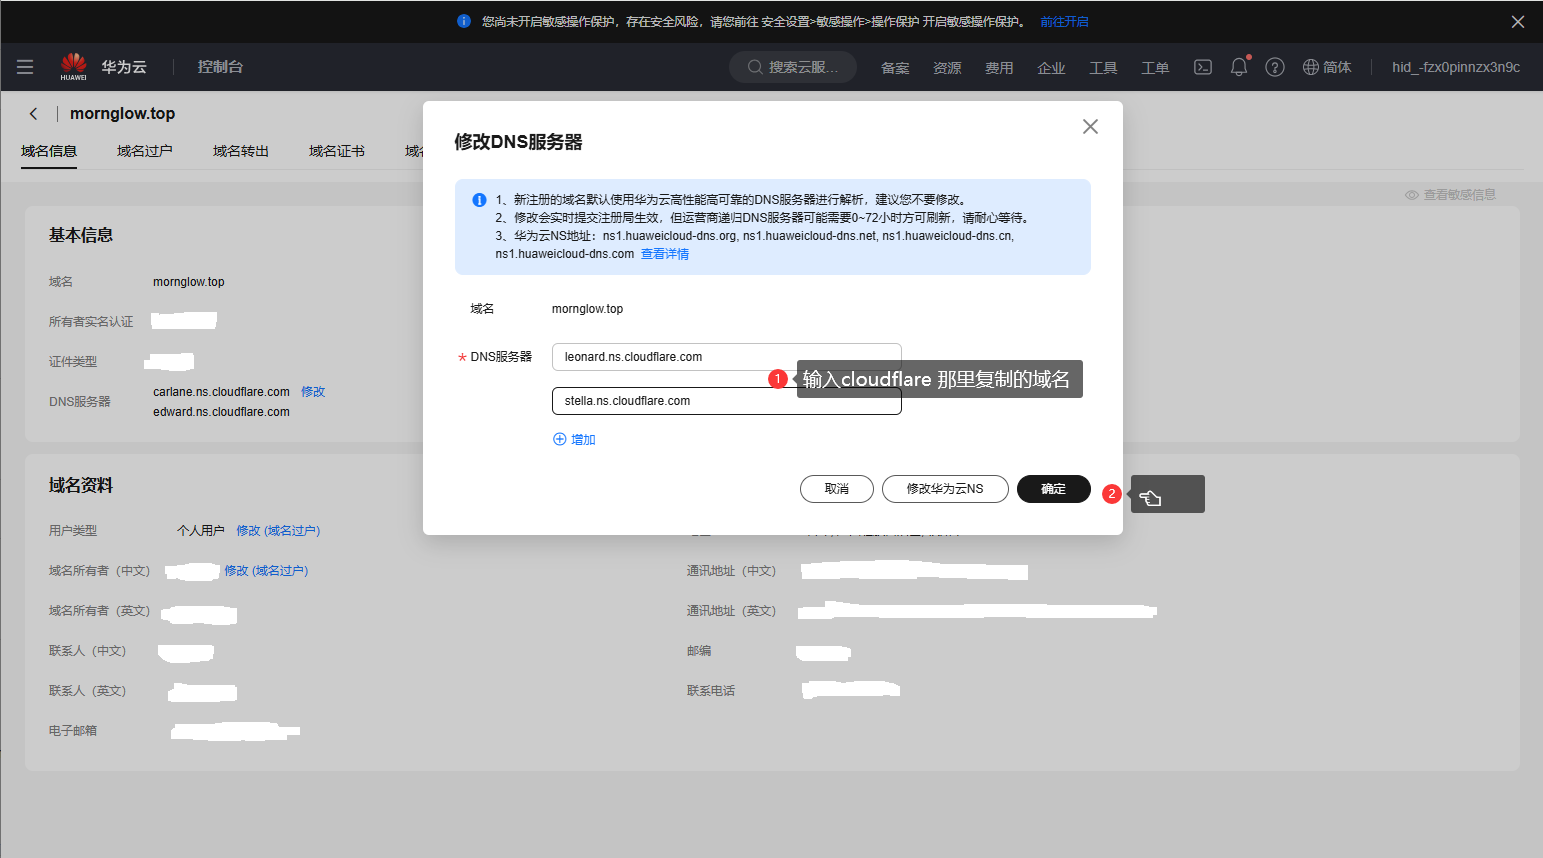 您尚未开启敏感操作保护，存在安全风险，请您前往 安全设置>敏感操作>操作保护 开启敏感操作保护。 前往开启
HUAWEI 华为云 控制台 搜索云服... 备案 资源 费用 企业 工具 工单 简体 hid_-fzx0pinnzx3n9c
mornglow.top
域名信息 域名过户 域名转出 域名证书
查看敏感信息
基本信息
域名 mornglow.top
所有者实名认证
证件类型
DNS服务器 carlane.ns.cloudflare.com 修改
edward.ns.cloudflare.com
修改DNS服务器
1、新注册的域名默认使用华为云高性能高可靠的DNS服务器进行解析，建议您不要修改。
2、修改会实时提交注册局生效，但运营商递归DNS服务器可能需要0~72小时方可刷新，请耐心等待。
3、华为云NS地址：ns1.huaweicloud-dns.org, ns1.huaweicloud-dns.net, ns1.huaweicloud-dns.cn,
ns1.huaweicloud-dns.com 查看详情
域名 mornglow.top
* DNS服务器 leonard.ns.cloudflare.com
1 输入cloudflare 那里复制的域名
stella.ns.cloudflare.com
增加
取消 修改华为云NS 确定 2
域名资料
用户类型 个人用户 修改 (域名过户)
域名所有者（中文） 修改 (域名过户) 通讯地址（中文）
域名所有者（英文） 通讯地址（英文）
联系人（中文） 邮编
联系人（英文） 联系电话
电子邮箱